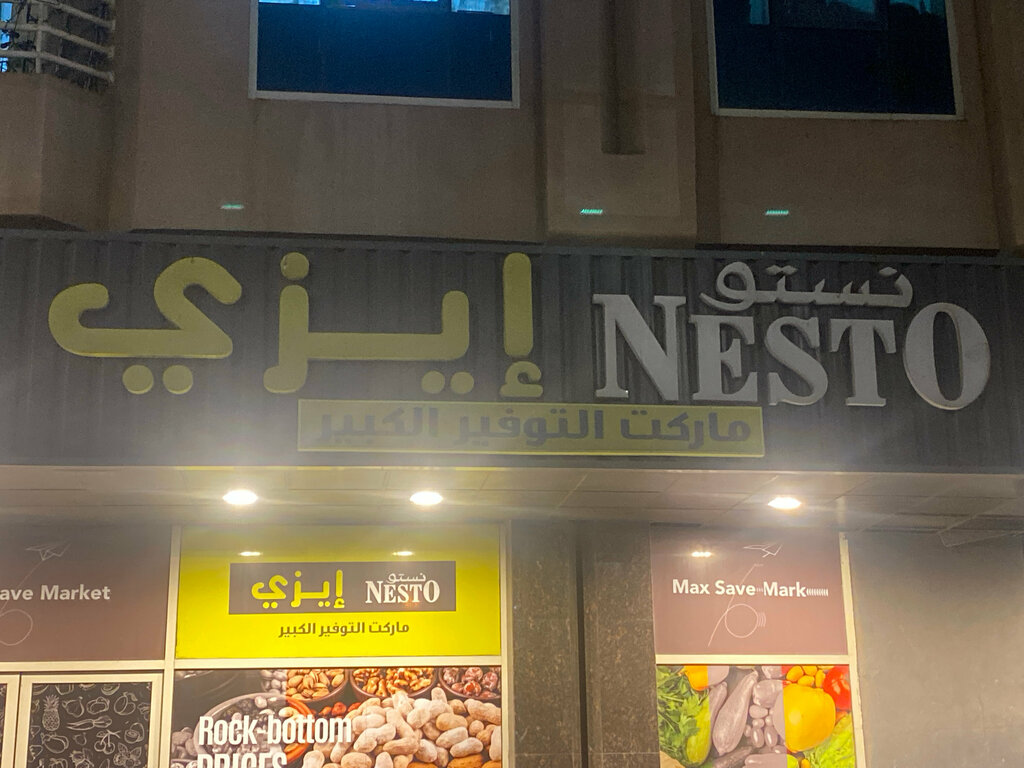 نستو
إيزي NESTO
ماركت التوفير الكبير
ave Market
نستو
إيزي NESTO
ماركت التوفير الكبير
Max Save Mark
Rock-bottom
PRICES